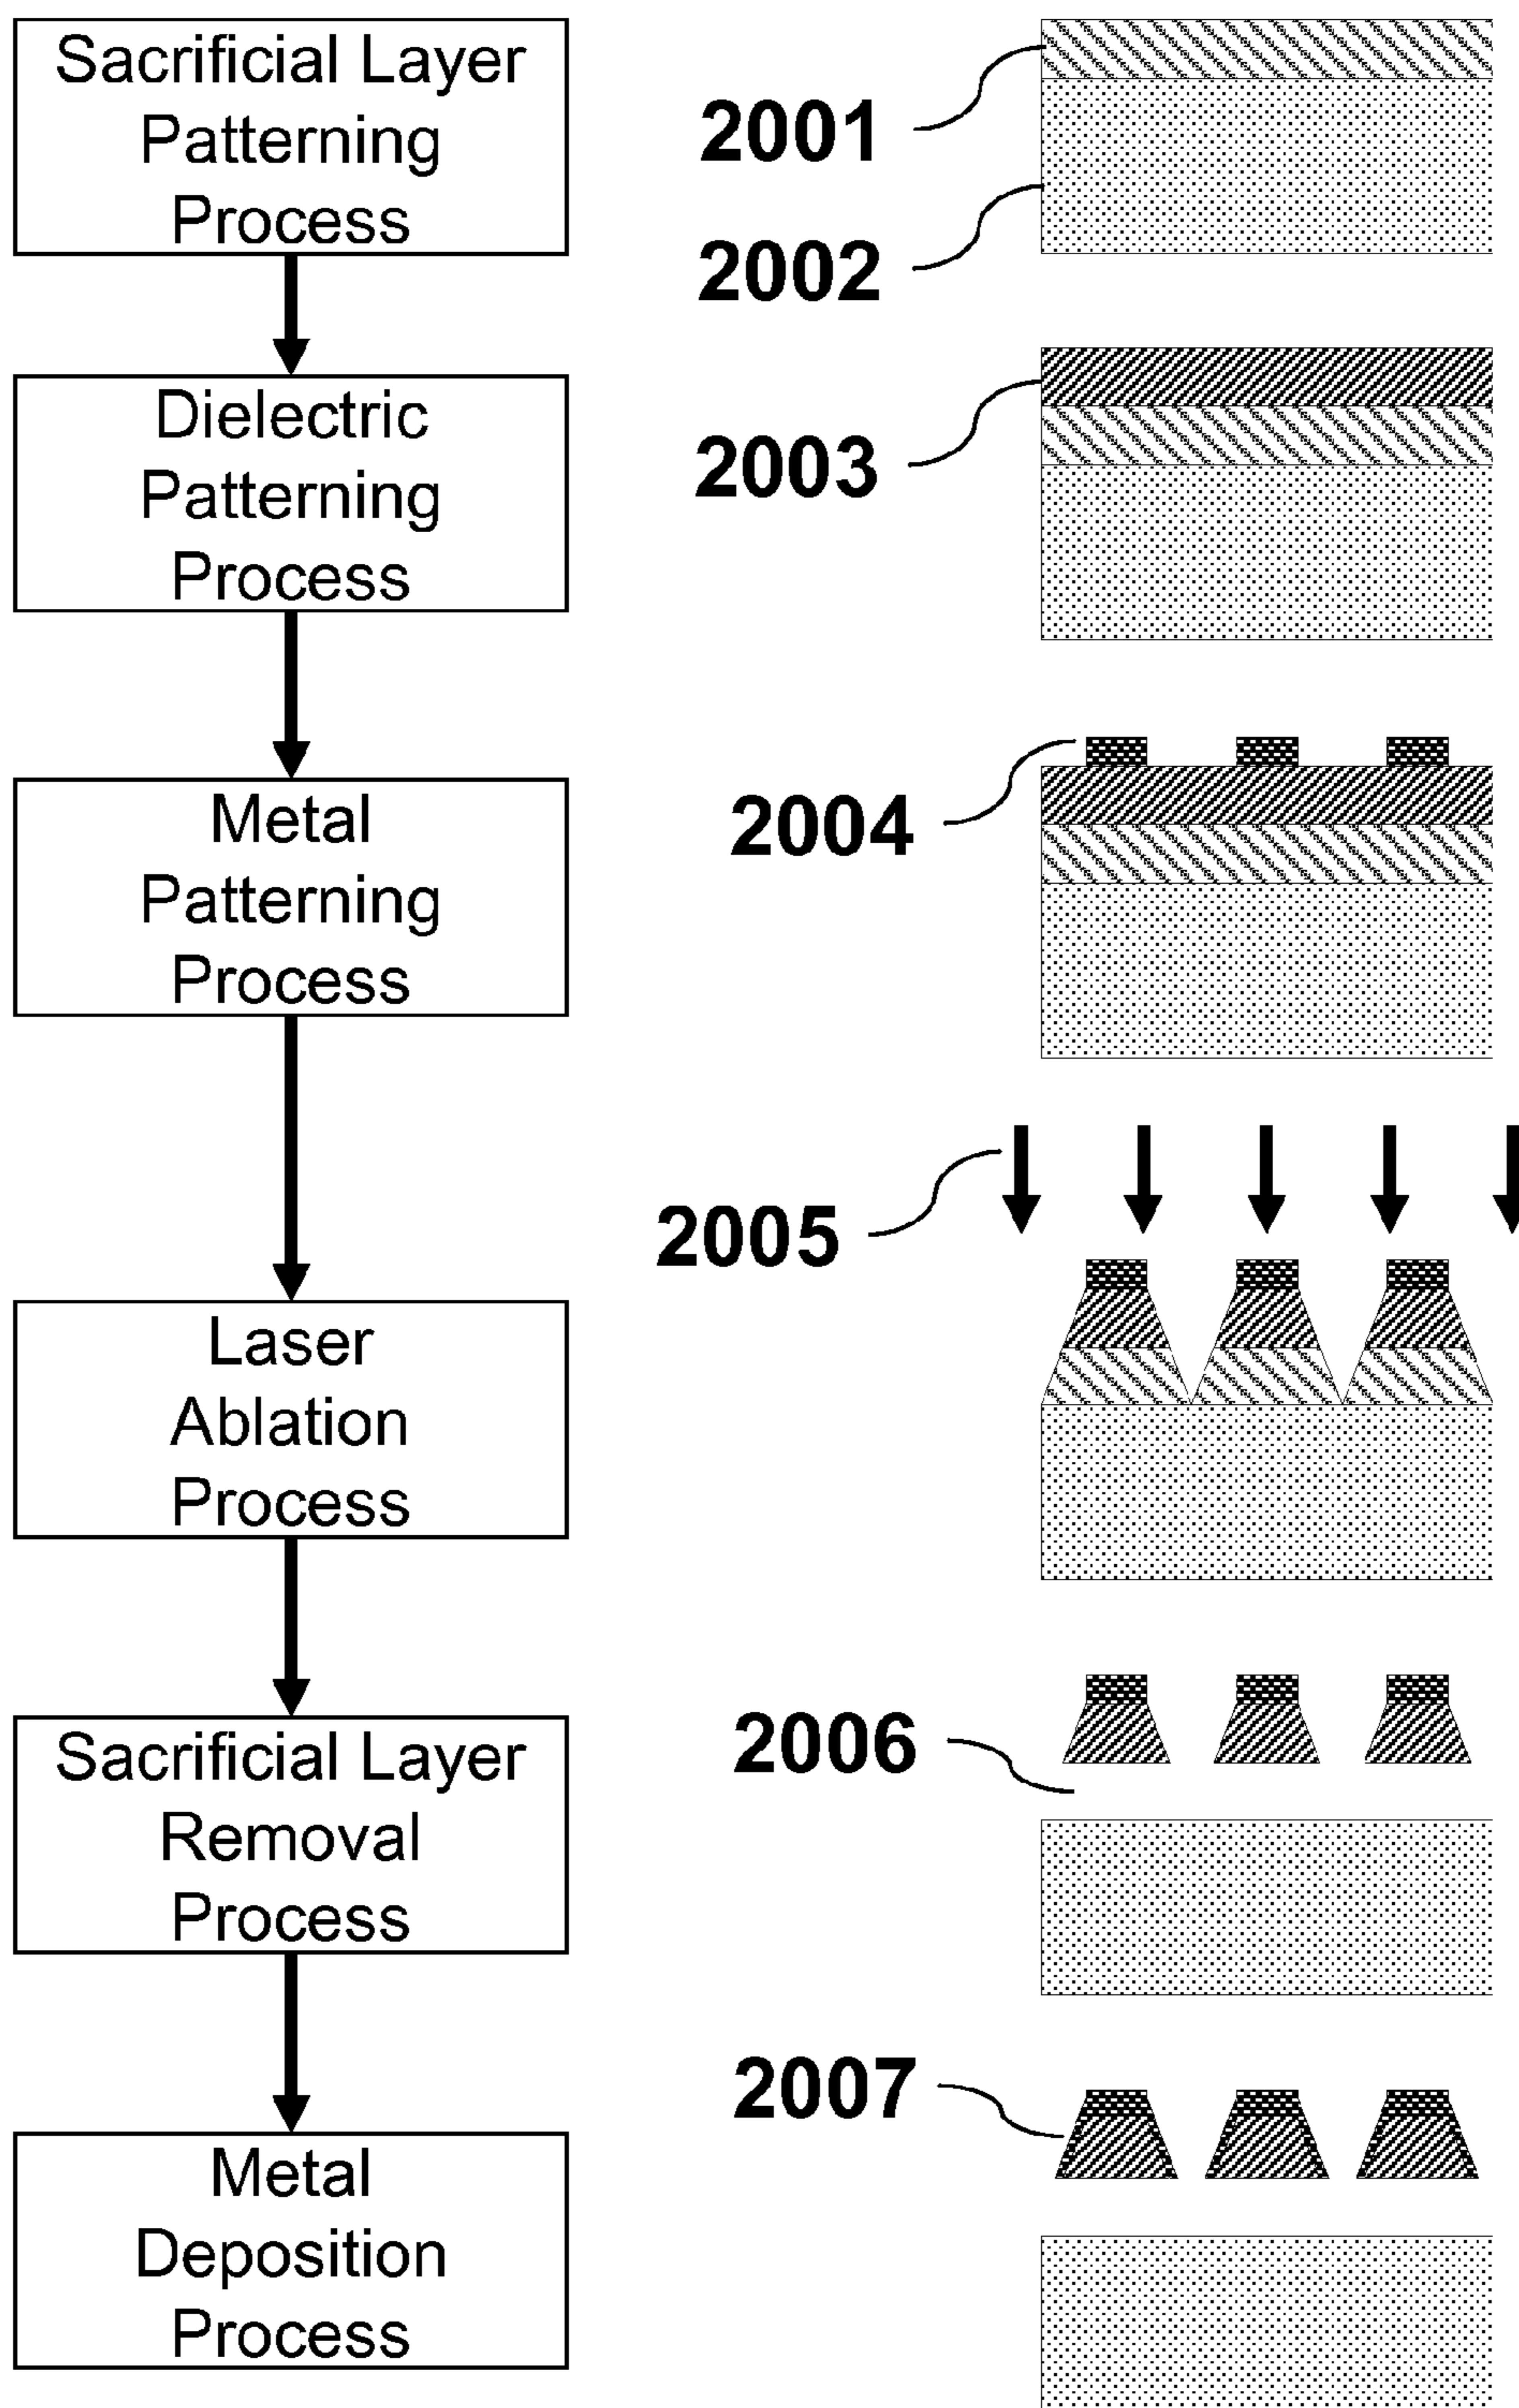 Sacrificial Layer
Patterning
Process
2001
2002
Dielectric
Patterning
Process
2003
Metal
Patterning
Process
2004
2005
Laser
Ablation
Process
Sacrificial Layer
Removal
Process
2006
2007
Metal
Deposition
Process